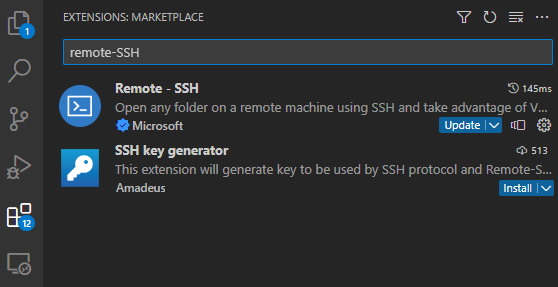 EXTENSIONS: MARKETPLACE
1
remote-SSH
Remote - SSH 145ms
Open any folder on a remote machine using SSH and take advantage of V...
Microsoft Update
SSH key generator 513
This extension will generate key to be used by SSH protocol and Remote-S...
Amadeus Install
12